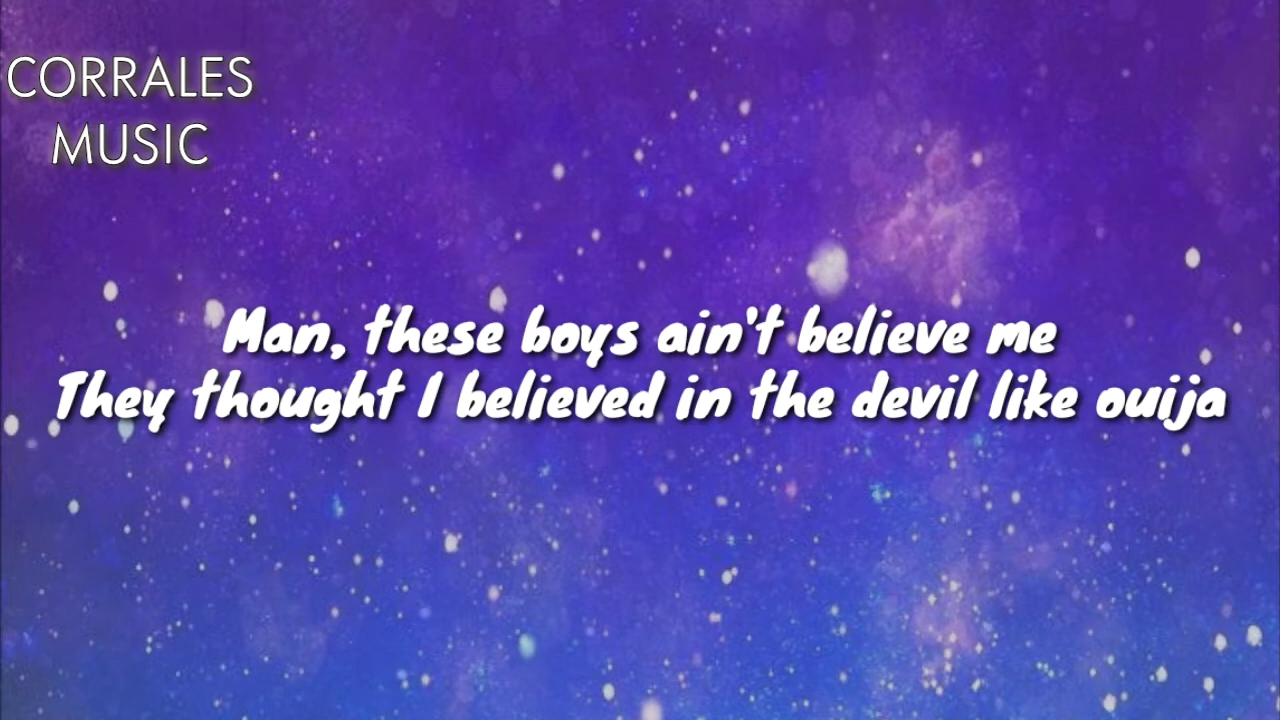 CORRALES
MUSIC
Man, these boys ain't believe me
They thought I believed in the devil like ouija